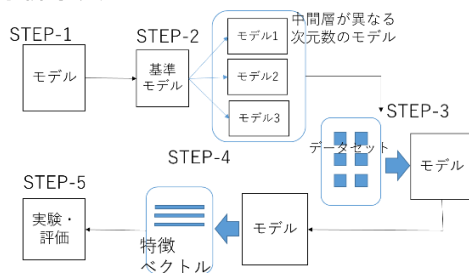 STEP-1
モデル
STEP-2
基準
モデル
モデル1
モデル2
モデル3
中間層が異なる
次元数のモデル
STEP-3
データセット
モデル
STEP-4
モデル
特徴
ベクトル
STEP-5
実験・
評価